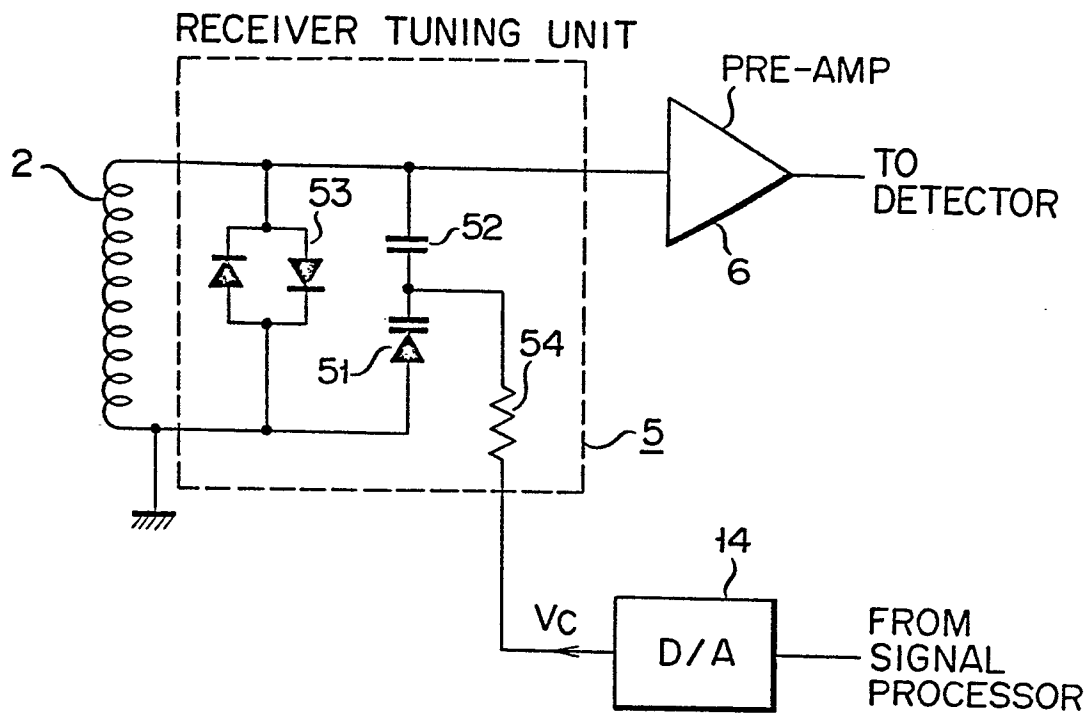 RECEIVER TUNING UNIT
PRE-AMP
2
53
52
TO
DETECTOR
6
51
54
5
14
VC
D/A
FROM
SIGNAL
PROCESSOR